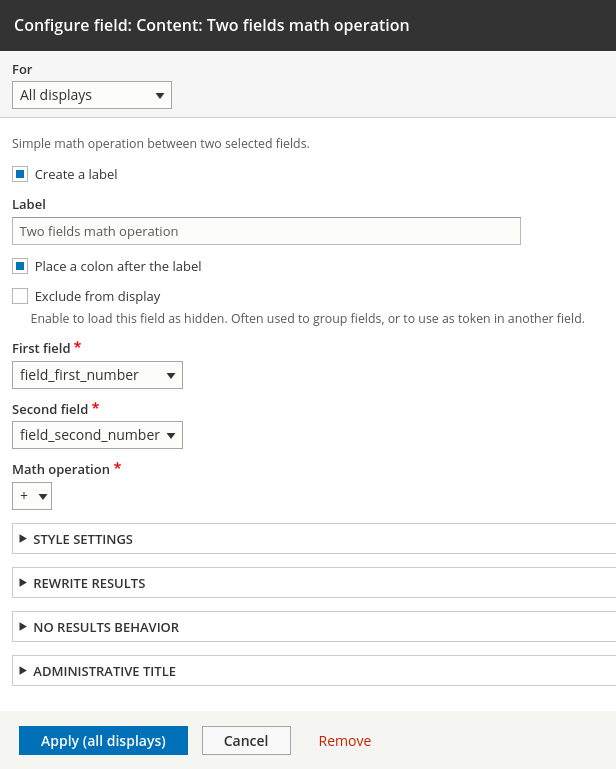 Configure field: Content: Two fields math operation
For
All displays
Simple math operation between two selected fields.
Create a label
Label
Two fields math operation
Place a colon after the label
Exclude from display
Enable to load this field as hidden. Often used to group fields, or to use as token in another field.
First field *
field_first_number
Second field *
field_second_number
Math operation *
+
STYLE SETTINGS
REWRITE RESULTS
NO RESULTS BEHAVIOR
ADMINISTRATIVE TITLE
Apply (all displays) Cancel Remove